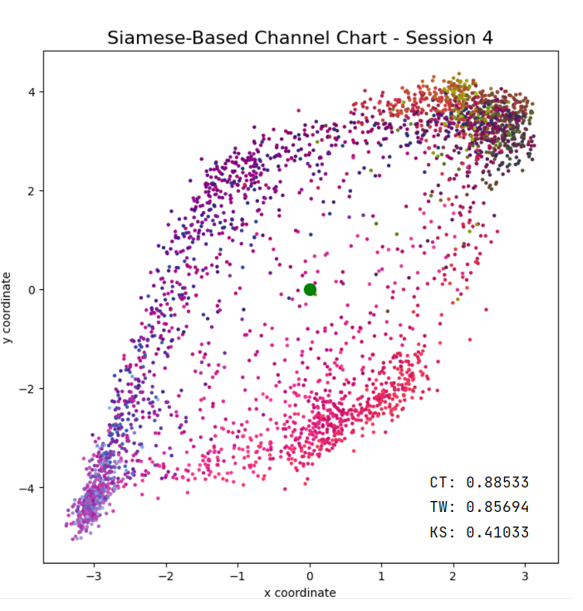 Siamese-Based Channel Chart - Session 4
y coordinate
4
2
0
−2
−4
CT: 0.88533
TW: 0.85694
KS: 0.41033
−3
−2
−1
0
1
2
3
x coordinate